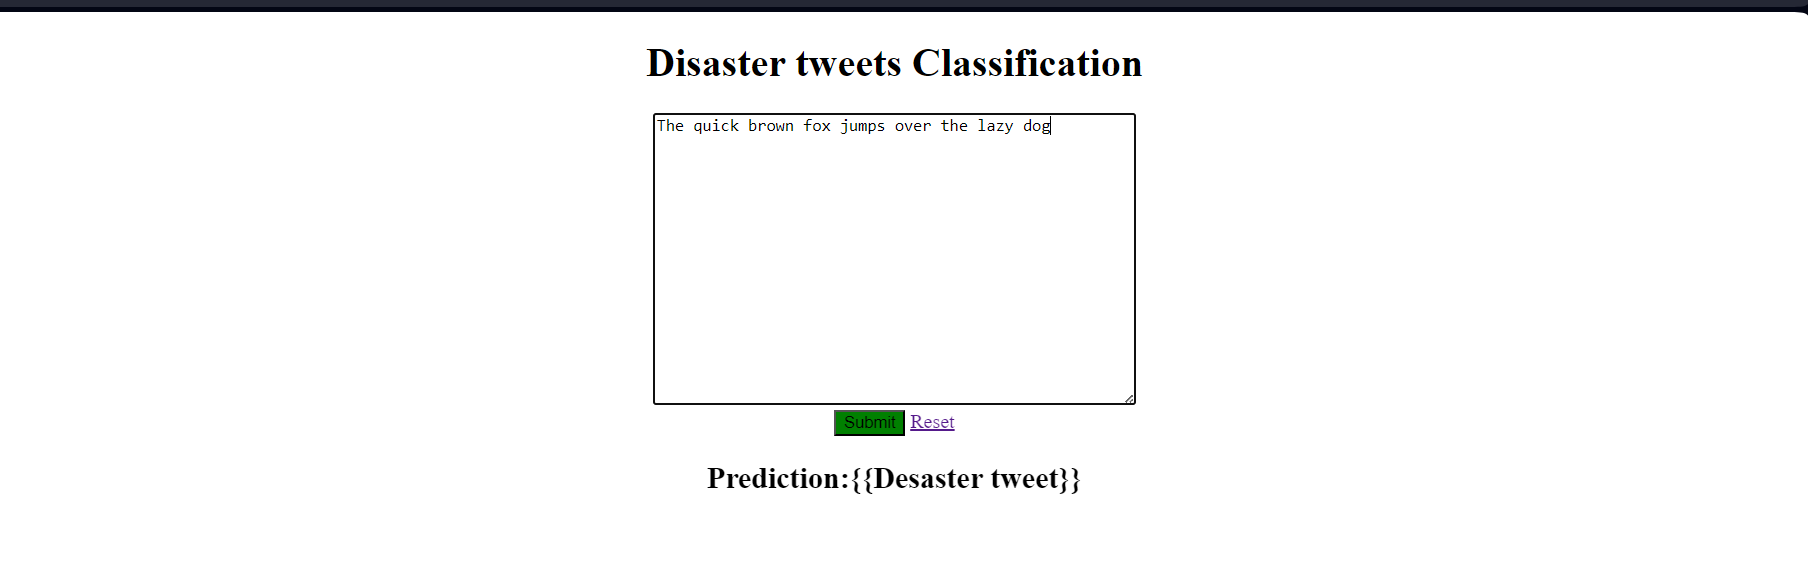 Disaster tweets Classification
The quick brown fox jumps over the lazy dog
Submit Reset
Prediction:{{Desaster tweet}}